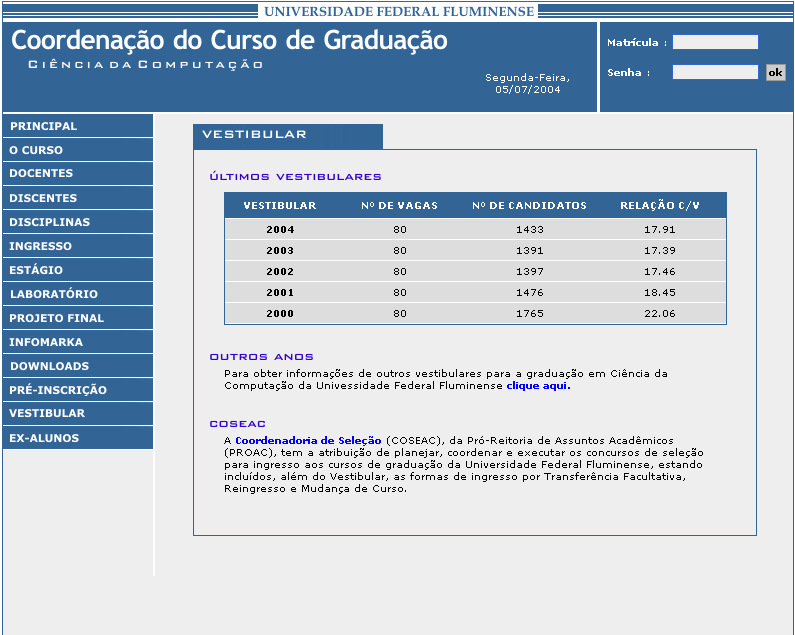 UNIVERSIDADE FEDERAL FLUMINENSE
Coordenação do Curso de Graduação
CIÊNCIA DA COMPUTAÇÃO
Segunda-Feira,
05/07/2004
Matrícula :
Senha :
ok
PRINCIPAL
O CURSO
DOCENTES
DISCENTES
DISCIPLINAS
INGRESSO
ESTÁGIO
LABORATÓRIO
PROJETO FINAL
INFOMARKA
DOWNLOADS
PRÉ-INSCRIÇÃO
VESTIBULAR
EX-ALUNOS
VESTIBULAR
ÚLTIMOS VESTIBULARES
VESTIBULAR Nº DE VAGAS Nº DE CANDIDATOS RELAÇÃO C/V
2004 80 1433 17.91
2003 80 1391 17.39
2002 80 1397 17.46
2001 80 1476 18.45
2000 80 1765 22.06
OUTROS ANOS
Para obter informações de outros vestibulares para a graduação em Ciência da
Computação da Univessidade Federal Fluminense clique aqui.
COSEAC
A Coordenadoria de Seleção (COSEAC), da Pró-Reitoria de Assuntos Acadêmicos
(PROAC), tem a atribuição de planejar, coordenar e executar os concursos de seleção
para ingresso aos cursos de graduação da Universidade Federal Fluminense, estando
incluídos, além do Vestibular, as formas de ingresso por Transferência Facultativa,
Reingresso e Mudança de Curso.